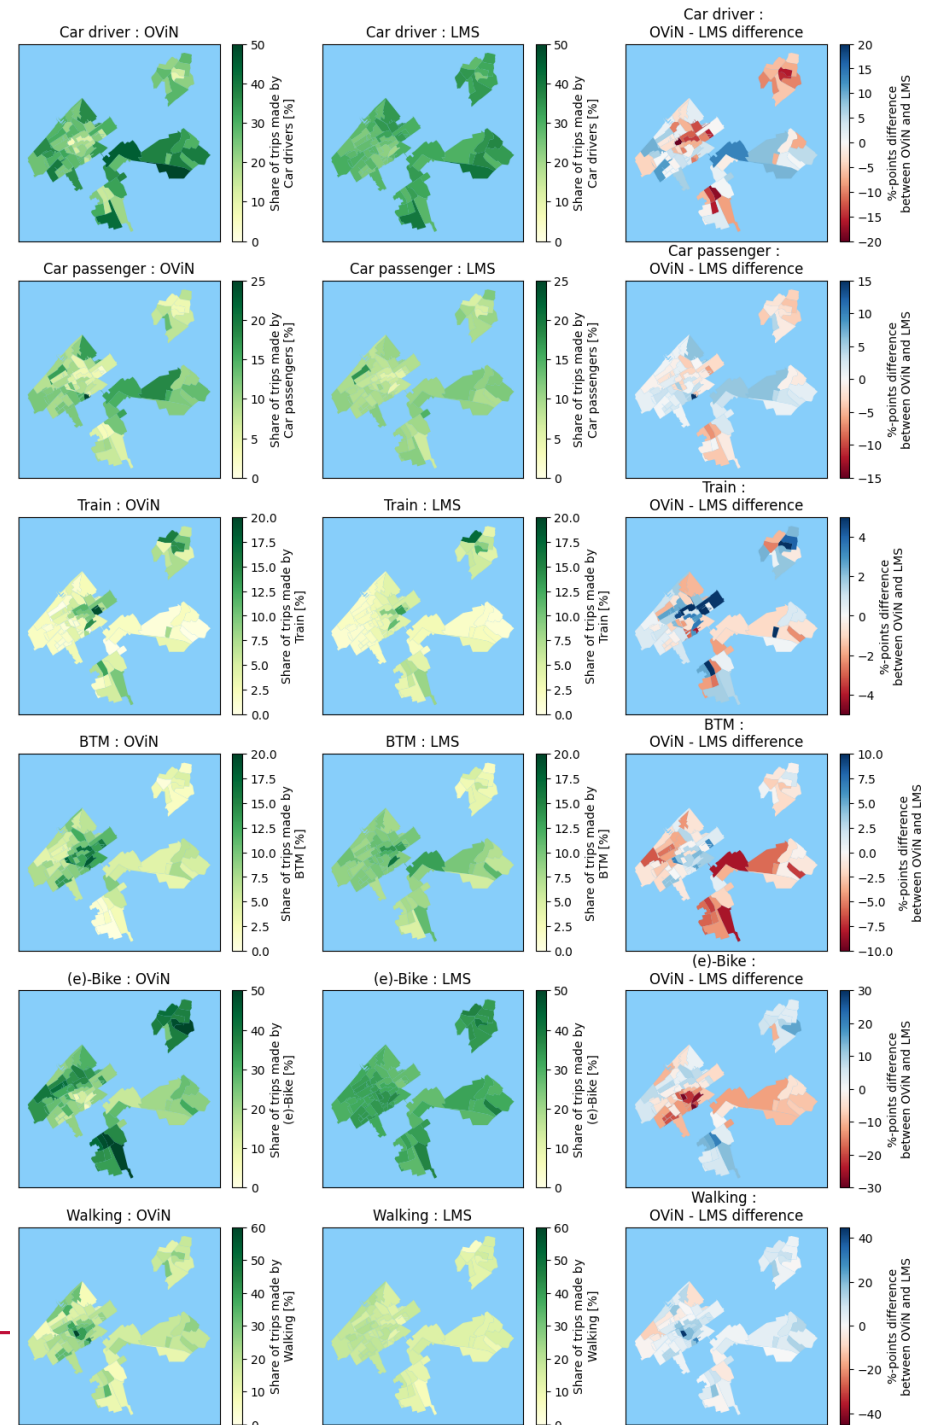 Car driver : OViN
50
40
30
20
10
0
Share of trips made by
Car drivers [%]
Car driver : LMS
50
40
30
20
10
0
Share of trips made by
Car drivers [%]
Car driver :
OViN - LMS difference
20
15
10
5
0
−5
−10
−15
−20
%-points difference
between OViN and LMS
Car passenger : OViN
25
20
15
10
5
0
Share of trips made by
Car passengers [%]
Car passenger : LMS
25
20
15
10
5
0
Share of trips made by
Car passengers [%]
Car passenger :
OViN - LMS difference
15
10
5
0
−5
−10
−15
%-points difference
between OViN and LMS
Train : OViN
20.0
17.5
15.0
12.5
10.0
7.5
5.0
2.5
0.0
Share of trips made by
Train [%]
Train : LMS
20.0
17.5
15.0
12.5
10.0
7.5
5.0
2.5
0.0
Share of trips made by
Train [%]
Train :
OViN - LMS difference
4
2
0
−2
−4
%-points difference
between OViN and LMS
BTM : OViN
20.0
17.5
15.0
12.5
10.0
7.5
5.0
2.5
0.0
Share of trips made by
BTM [%]
BTM : LMS
20.0
17.5
15.0
12.5
10.0
7.5
5.0
2.5
0.0
Share of trips made by
BTM [%]
BTM :
OViN - LMS difference
10.0
7.5
5.0
2.5
0.0
−2.5
−5.0
−7.5
−10.0
%-points difference
between OViN and LMS
(e)-Bike : OViN
50
40
30
20
10
0
Share of trips made by
(e)-Bike [%]
(e)-Bike : LMS
50
40
30
20
10
0
Share of trips made by
(e)-Bike [%]
(e)-Bike :
OViN - LMS difference
30
20
10
0
−10
−20
−30
%-points difference
between OViN and LMS
Walking : OViN
60
50
40
30
20
10
0
Share of trips made by
Walking [%]
Walking : LMS
60
50
40
30
20
10
0
Share of trips made by
Walking [%]
Walking :
OViN - LMS difference
40
20
0
−20
−40
%-points difference
between OViN and LMS